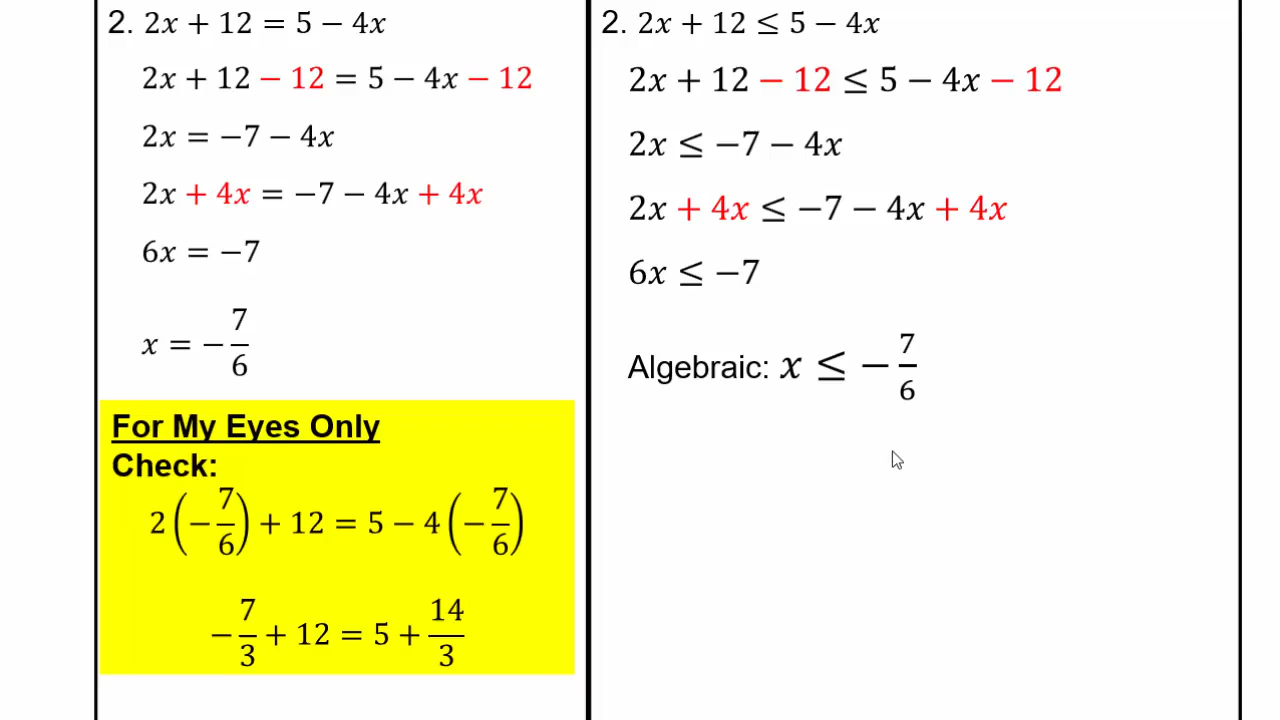 2. 2x + 12 = 5 − 4x
2x + 12 − 12 = 5 − 4x − 12
2x = −7 − 4x
2x + 4x = −7 − 4x + 4x
6x = −7
x = −7/6
For My Eyes Only
Check:
2(−7/6) + 12 = 5 − 4(−7/6)
−7/3 + 12 = 5 + 14/3
2. 2x + 12 ≤ 5 − 4x
2x + 12 − 12 ≤ 5 − 4x − 12
2x ≤ −7 − 4x
2x + 4x ≤ −7 − 4x + 4x
6x ≤ −7
Algebraic: x ≤ −7/6